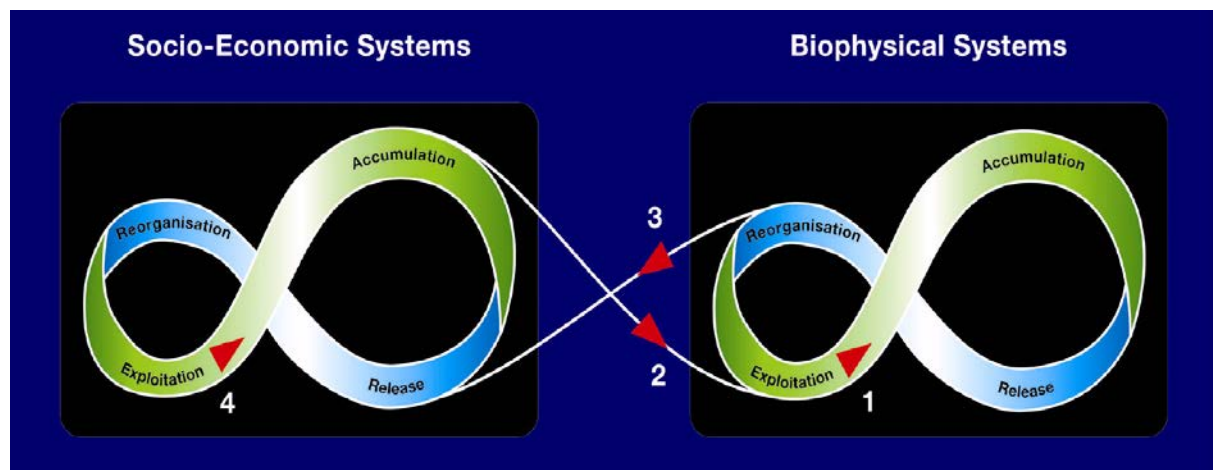 Socio-Economic Systems
Biophysical Systems
Accumulation
Reorganisation
Exploitation
Release
4
3
2
Accumulation
Reorganisation
Exploitation
Release
1